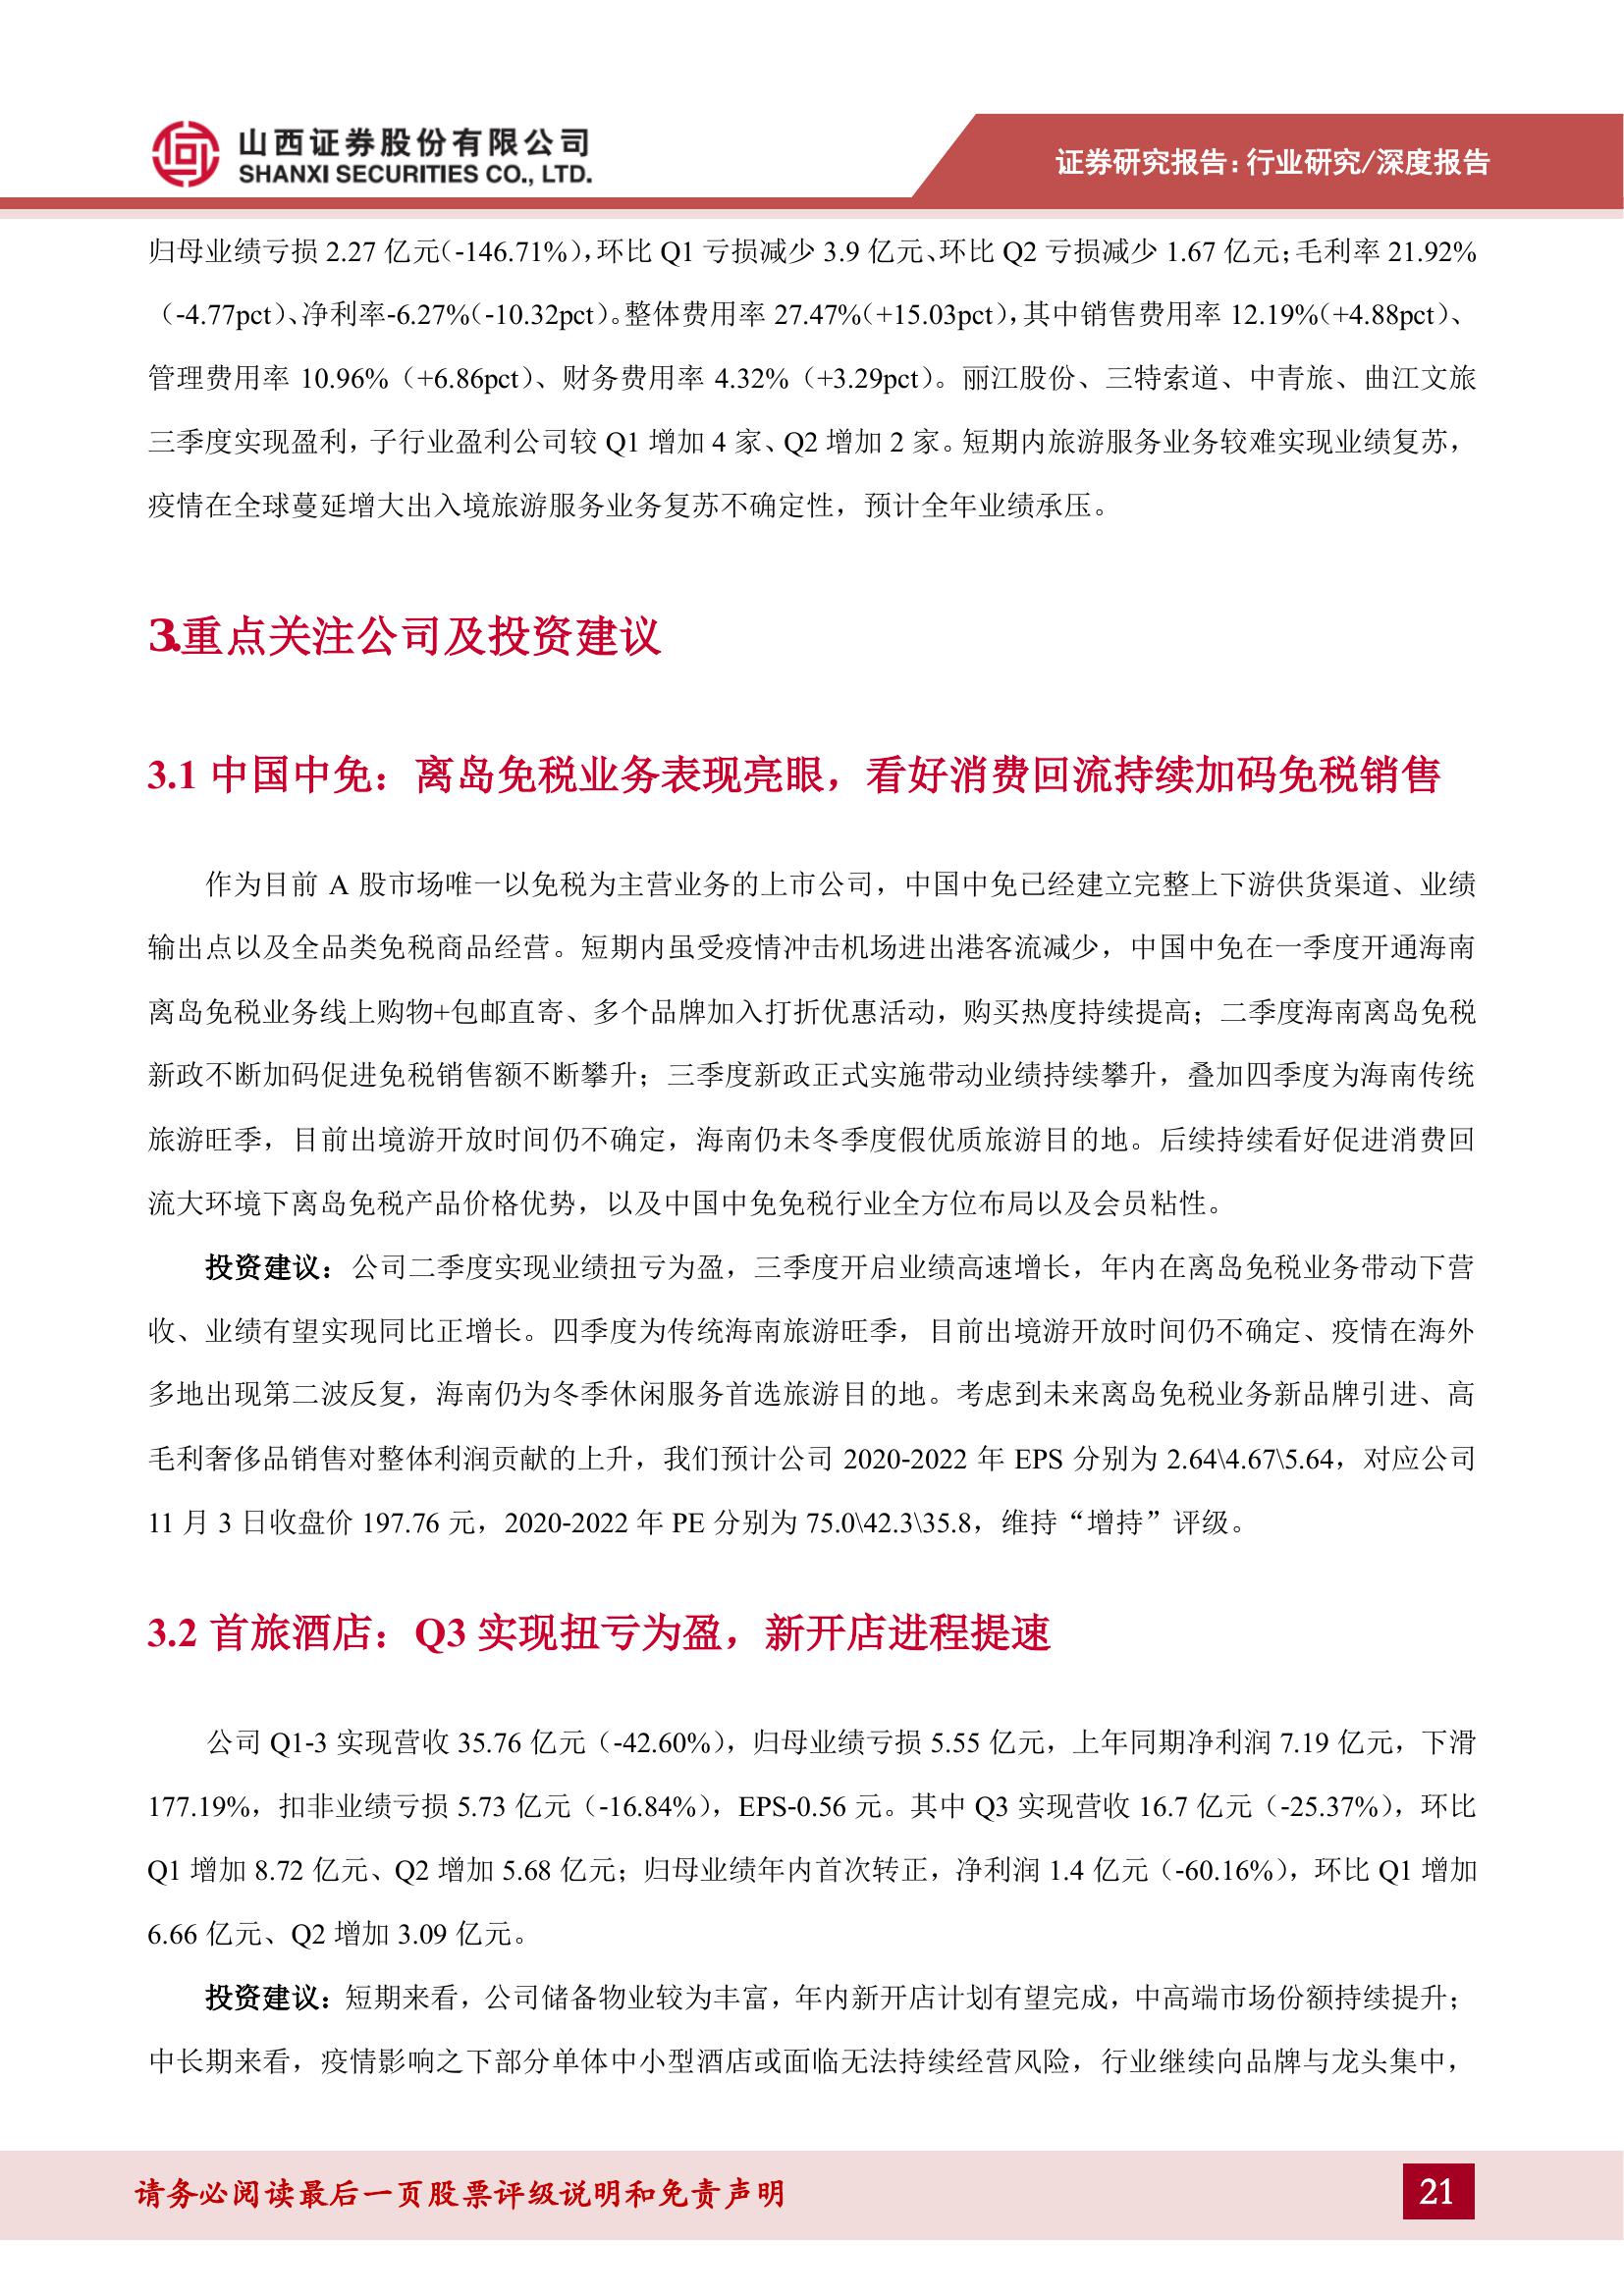 山西证券股份有限公司
SHANXI SECURITIES CO., LTD.
证券研究报告：行业研究/深度报告
归母业绩亏损 2.27 亿元（-146.71%），环比 Q1 亏损减少 3.9 亿元、环比 Q2 亏损减少 1.67 亿元；毛利率 21.92%
（-4.77pct）、净利率-6.27%（-10.32pct）。整体费用率 27.47%（+15.03pct），其中销售费用率 12.19%（+4.88pct）、
管理费用率 10.96%（+6.86pct）、财务费用率 4.32%（+3.29pct）。丽江股份、三特索道、中青旅、曲江文旅
三季度实现盈利，子行业盈利公司较 Q1 增加 4 家、Q2 增加 2 家。短期内旅游服务业务较难实现业绩复苏，
疫情在全球蔓延增大出入境旅游服务业务复苏不确定性，预计全年业绩承压。
3.重点关注公司及投资建议
3.1 中国中免：离岛免税业务表现亮眼，看好消费回流持续加码免税销售
作为目前 A 股市场唯一以免税为主营业务的上市公司，中国中免已经建立完整上下游供货渠道、业绩
输出点以及全品类免税商品经营。短期内虽受疫情冲击机场进出港客流减少，中国中免在一季度开通海南
离岛免税业务线上购物+包邮直寄、多个品牌加入打折优惠活动，购买热度持续提高；二季度海南离岛免税
新政不断加码促进免税销售额不断攀升；三季度新政正式实施带动业绩持续攀升，叠加四季度为海南传统
旅游旺季，目前出境游开放时间仍不确定，海南仍未冬季度假优质旅游目的地。后续持续看好促进消费回
流大环境下离岛免税产品价格优势，以及中国中免免税行业全方位布局以及会员粘性。
投资建议：公司二季度实现业绩扭亏为盈，三季度开启业绩高速增长，年内在离岛免税业务带动下营
收、业绩有望实现同比正增长。四季度为传统海南旅游旺季，目前出境游开放时间仍不确定、疫情在海外
多地出现第二波反复，海南仍为冬季休闲服务首选旅游目的地。考虑到未来离岛免税业务新品牌引进、高
毛利奢侈品销售对整体利润贡献的上升，我们预计公司 2020-2022 年 EPS 分别为 2.64\4.67\5.64，对应公司
11 月 3 日收盘价 197.76 元，2020-2022 年 PE 分别为 75.0\42.3\35.8，维持“增持”评级。
3.2 首旅酒店：Q3 实现扭亏为盈，新开店进程提速
公司 Q1-3 实现营收 35.76 亿元（-42.60%），归母业绩亏损 5.55 亿元，上年同期净利润 7.19 亿元，下滑
177.19%，扣非业绩亏损 5.73 亿元（-16.84%），EPS-0.56 元。其中 Q3 实现营收 16.7 亿元（-25.37%），环比
Q1 增加 8.72 亿元、Q2 增加 5.68 亿元；归母业绩年内首次转正，净利润 1.4 亿元（-60.16%），环比 Q1 增加
6.66 亿元、Q2 增加 3.09 亿元。
投资建议：短期来看，公司储备物业较为丰富，年内新开店计划有望完成，中高端市场份额持续提升；
中长期来看，疫情影响之下部分单体中小型酒店或面临无法持续经营风险，行业继续向品牌与龙头集中，
请务必阅读最后一页股票评级说明和免责声明
21